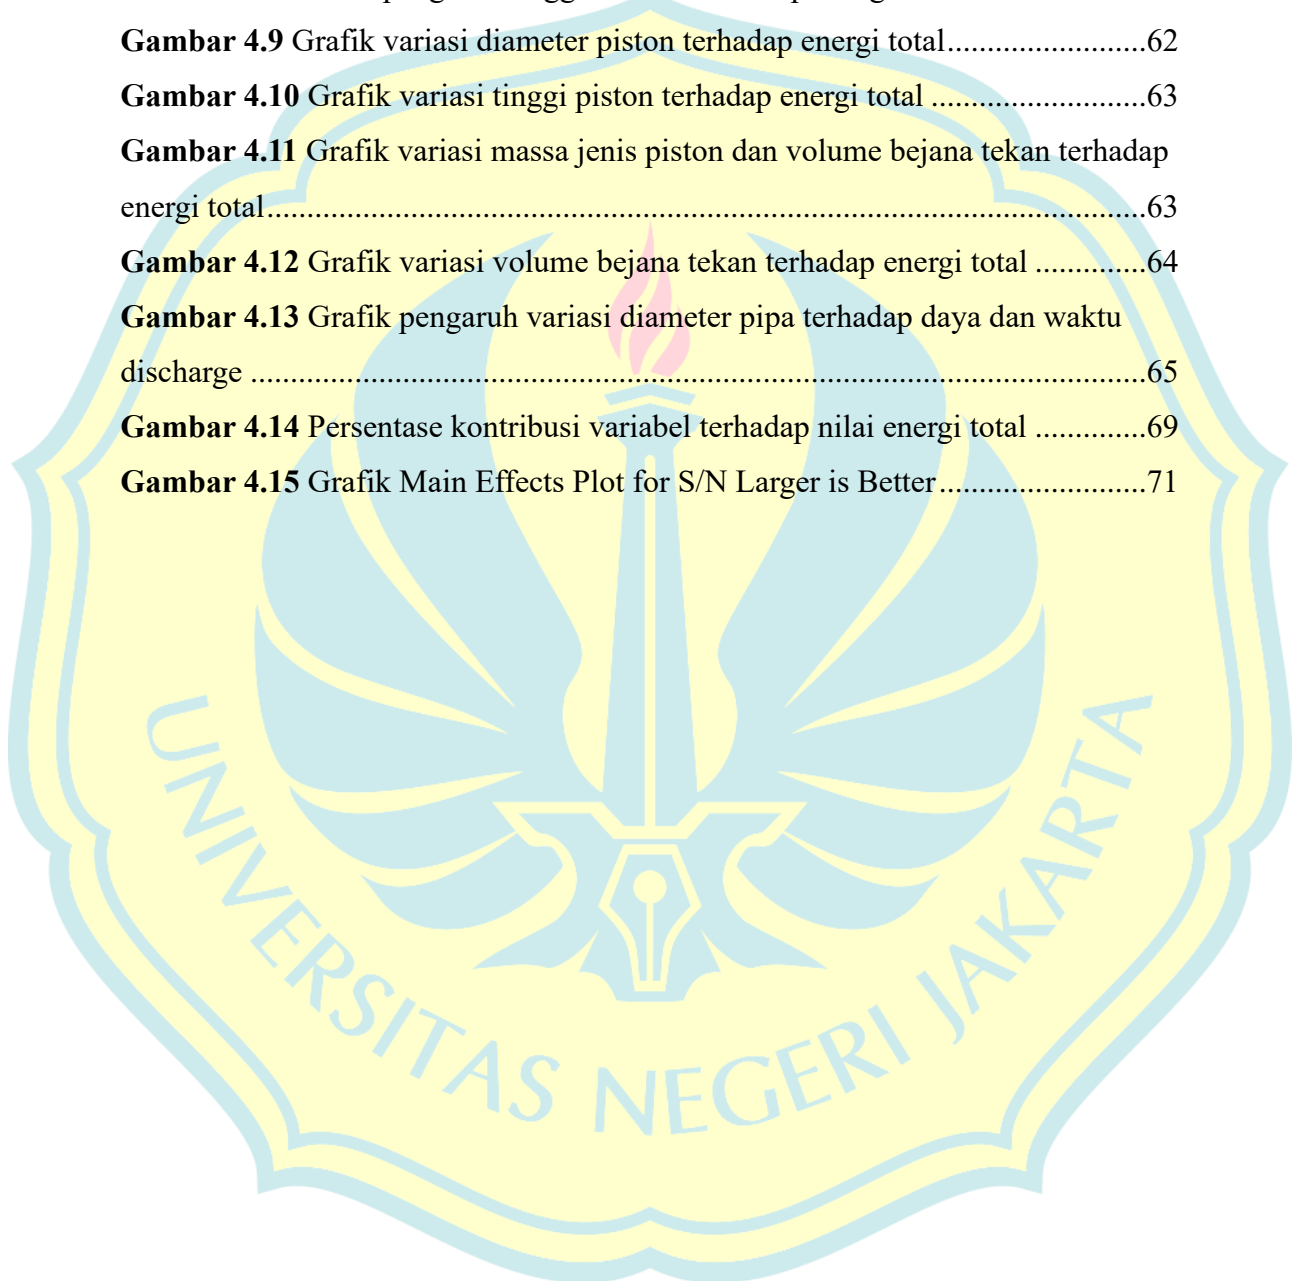 Gambar 4.9 Grafik variasi diameter piston terhadap energi total.........................62
Gambar 4.10 Grafik variasi tinggi piston terhadap energi total ...........................63
Gambar 4.11 Grafik variasi massa jenis piston dan volume bejana tekan terhadap
energi total................................................................................................................63
Gambar 4.12 Grafik variasi volume bejana tekan terhadap energi total ..............64
Gambar 4.13 Grafik pengaruh variasi diameter pipa terhadap daya dan waktu
discharge ..................................................................................................................65
Gambar 4.14 Persentase kontribusi variabel terhadap nilai energi total ..............69
Gambar 4.15 Grafik Main Effects Plot for S/N Larger is Better..........................71
UNIVERSITAS NEGERI JAKARTA